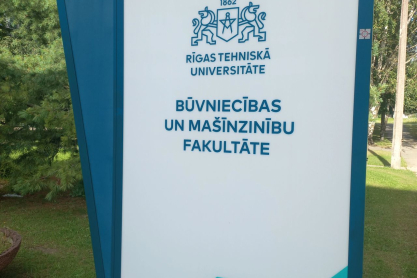 1862
RĪGAS TEHNISKĀ
UNIVERSITĀTE
BŪVNIECĪBAS
UN MAŠĪNZINĪBU
FAKULTĀTE